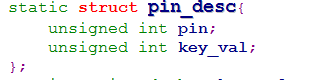 static struct pin_desc{
    unsigned int pin;
    unsigned int key_val;
};